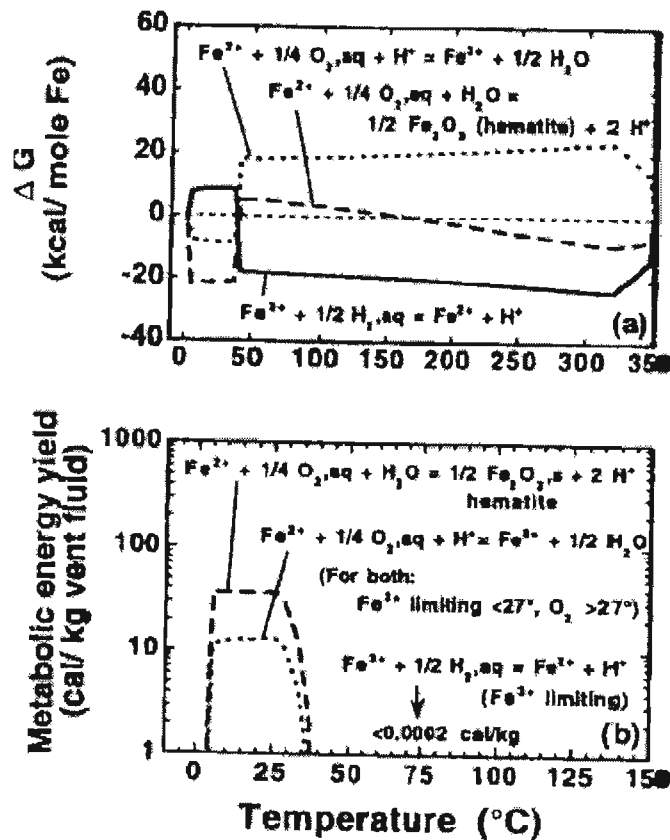 60
40
20
0
-20
-40
ΔG
(kcal/ mole Fe)
Fe²⁺ + 1/4 O₂,aq + H⁺ = Fe³⁺ + 1/2 H₂O
Fe²⁺ + 1/4 O₂,aq + H₂O =
1/2 Fe₂O₃ (hematite) + 2 H⁺
Fe³⁺ + 1/2 H₂,aq = Fe²⁺ + H⁺
(a)
0 50 100 150 200 250 300
1000
100
10
1
Metabolic energy yield
(cal/ kg vent fluid)
Fe²⁺ + 1/4 O₂,aq + H₂O = 1/2 Fe₂O₃,s + 2 H⁺
hematite
Fe²⁺ + 1/4 O₂,aq + H⁺ = Fe³⁺ + 1/2 H₂O
(For both:
Fe²⁺ limiting <27°, O₂ >27°)
Fe³⁺ + 1/2 H₂,aq = Fe²⁺ + H⁺
(Fe³⁺ limiting)
<0.0002 cal/kg
(b)
0 25 50 75 100 125
Temperature (°C)